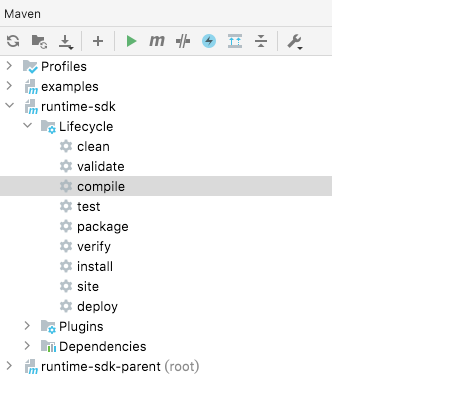 Maven
m
Profiles
examples
runtime-sdk
Lifecycle
clean
validate
compile
test
package
verify
install
site
deploy
Plugins
Dependencies
runtime-sdk-parent (root)